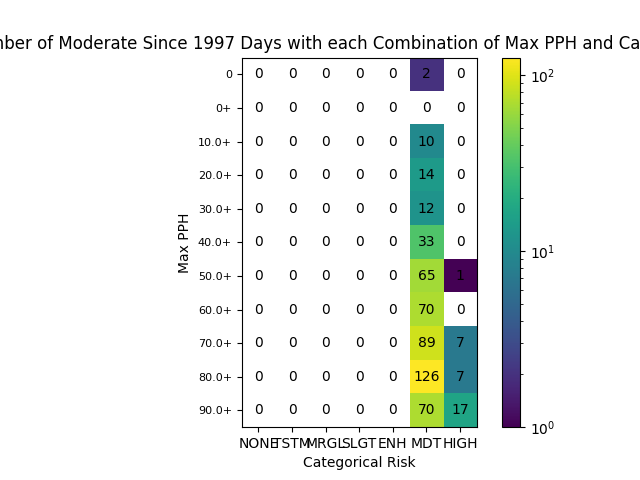 ber of Moderate Since 1997 Days with each Combination of Max PPH and Ca
Max PPH
0 0 0 0 0 0 2 0
0+ 0 0 0 0 0 0 0
10.0+ 0 0 0 0 0 10 0
20.0+ 0 0 0 0 0 14 0
30.0+ 0 0 0 0 0 12 0
40.0+ 0 0 0 0 0 33 0
50.0+ 0 0 0 0 0 65 1
60.0+ 0 0 0 0 0 70 0
70.0+ 0 0 0 0 0 89 7
80.0+ 0 0 0 0 0 126 7
90.0+ 0 0 0 0 0 70 17
NONE TSTM MRGL SLGT ENH MDT HIGH
Categorical Risk
10²
10¹
10⁰